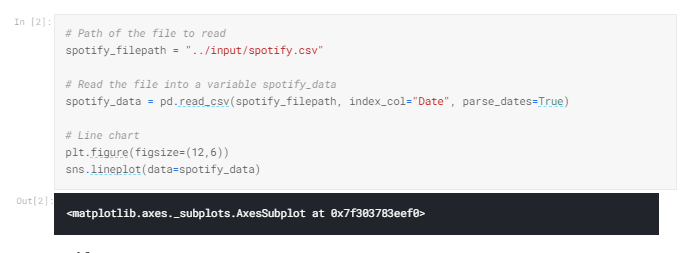 In [2]:
# Path of the file to read
spotify_filepath = "../input/spotify.csv"
# Read the file into a variable spotify_data
spotify_data = pd.read_csv(spotify_filepath, index_col="Date", parse_dates=True)
# Line chart
plt.figure(figsize=(12,6))
sns.lineplot(data=spotify_data)
Out[2]:
<matplotlib.axes._subplots.AxesSubplot at 0x7f303783eef0>